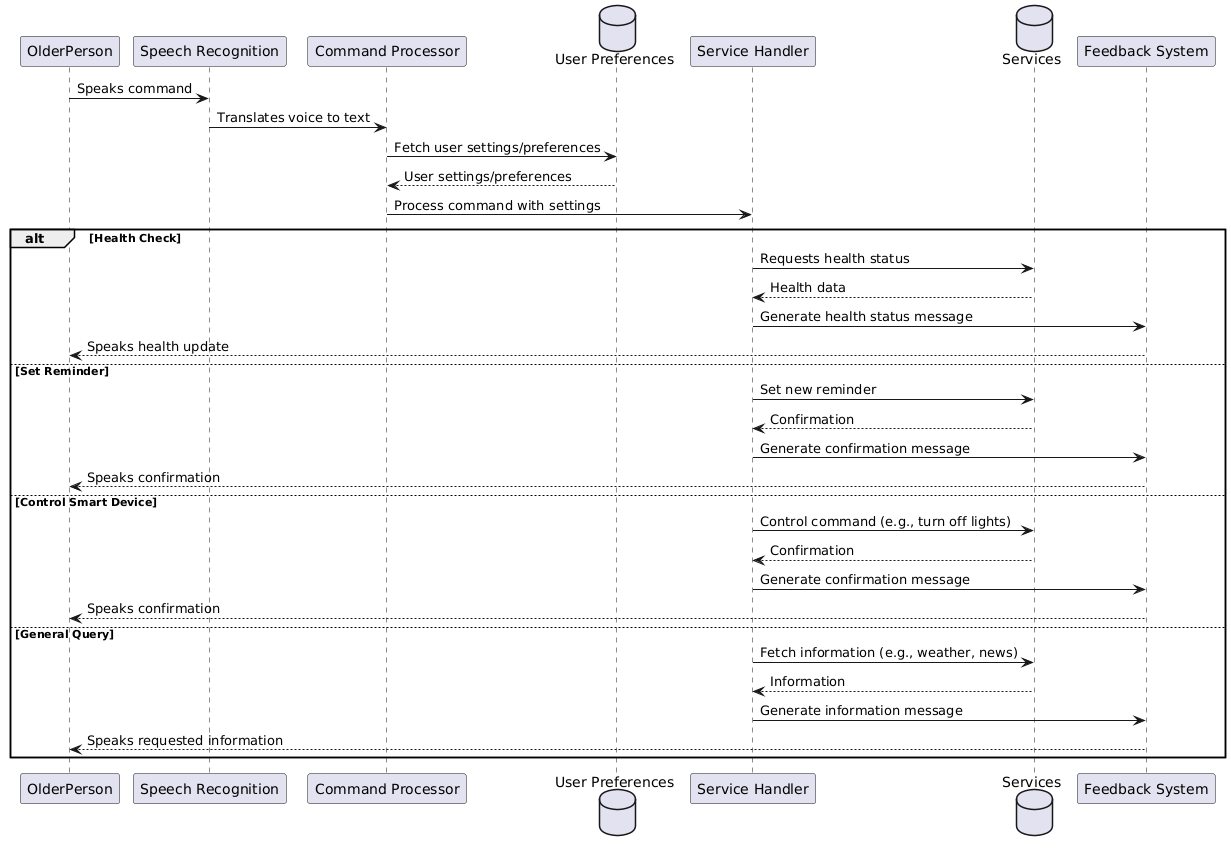 OlderPerson
Speech Recognition
Command Processor
User Preferences
Service Handler
Services
Feedback System
Speaks command
Translates voice to text
Fetch user settings/preferences
User settings/preferences
Process command with settings
alt
[Health Check]
Requests health status
Health data
Generate health status message
Speaks health update
[Set Reminder]
Set new reminder
Confirmation
Generate confirmation message
Speaks confirmation
[Control Smart Device]
Control command (e.g., turn off lights)
Confirmation
Generate confirmation message
Speaks confirmation
[General Query]
Fetch information (e.g., weather, news)
Information
Generate information message
Speaks requested information
OlderPerson
Speech Recognition
Command Processor
User Preferences
Service Handler
Services
Feedback System